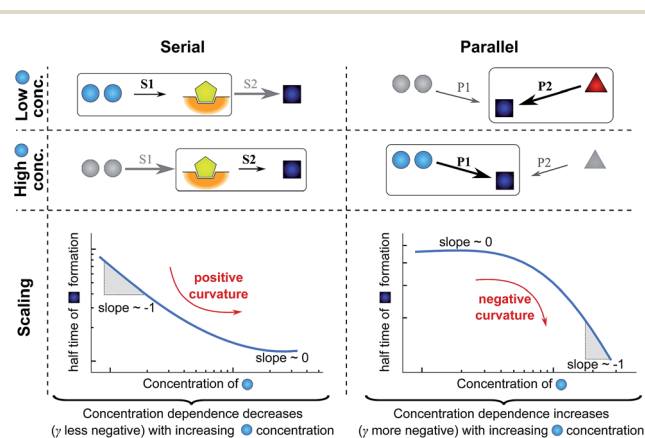 Serial
Parallel
Low
conc.
S1
S2
P1
P2
High
conc.
S1
S2
P1
P2
Scaling
half time of formation
positive
curvature
slope ~ -1
slope ~ 0
Concentration of
half time of formation
slope ~ 0
negative
curvature
slope ~ -1
Concentration of
Concentration dependence decreases
(γ less negative) with increasing concentration
Concentration dependence increases
(γ more negative) with increasing concentration